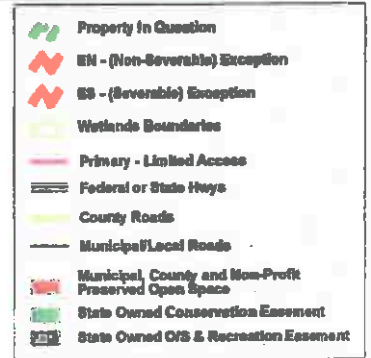 Property In Question
EN - (Non-Severable) Exception
ES - (Severable) Exception
Wetlands Boundaries
Primary - Limited Access
Federal or State Hwys
County Roads
Municipal/Local Roads
Municipal, County and Non-Profit
Preserved Open Space
State Owned Conservation Easement
State Owned O/S & Recreation Easement